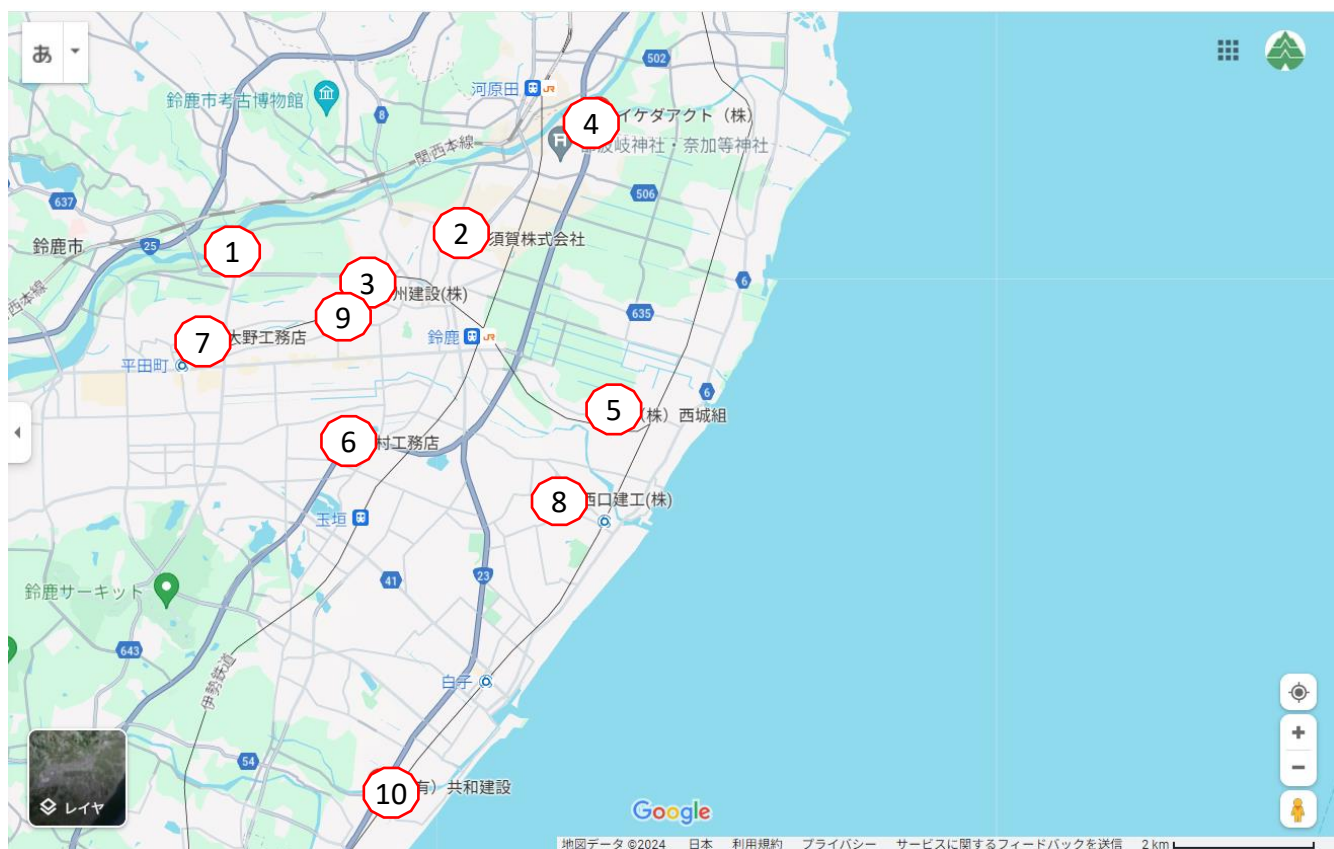 あ
502
河原田
JR
鈴鹿市考古博物館
8
4
イケダアクト（株）
波岐神社・奈加等神社
関西本線
637
506
鈴鹿市
25
1
2
須賀株式会社
6
西本線
3
州建設(株)
9
635
7
大野工務店
鈴鹿
JR
平田町
6
5
（株）西城組
6
村工務店
8
西口建工(株)
玉垣
41
23
鈴鹿サーキット
643
伊勢鉄道
白子
54
10
有）共和建設
レイヤ
Google
地図データ ©2024 日本 利用規約 プライバシー サービスに関するフィードバックを送信 2 km